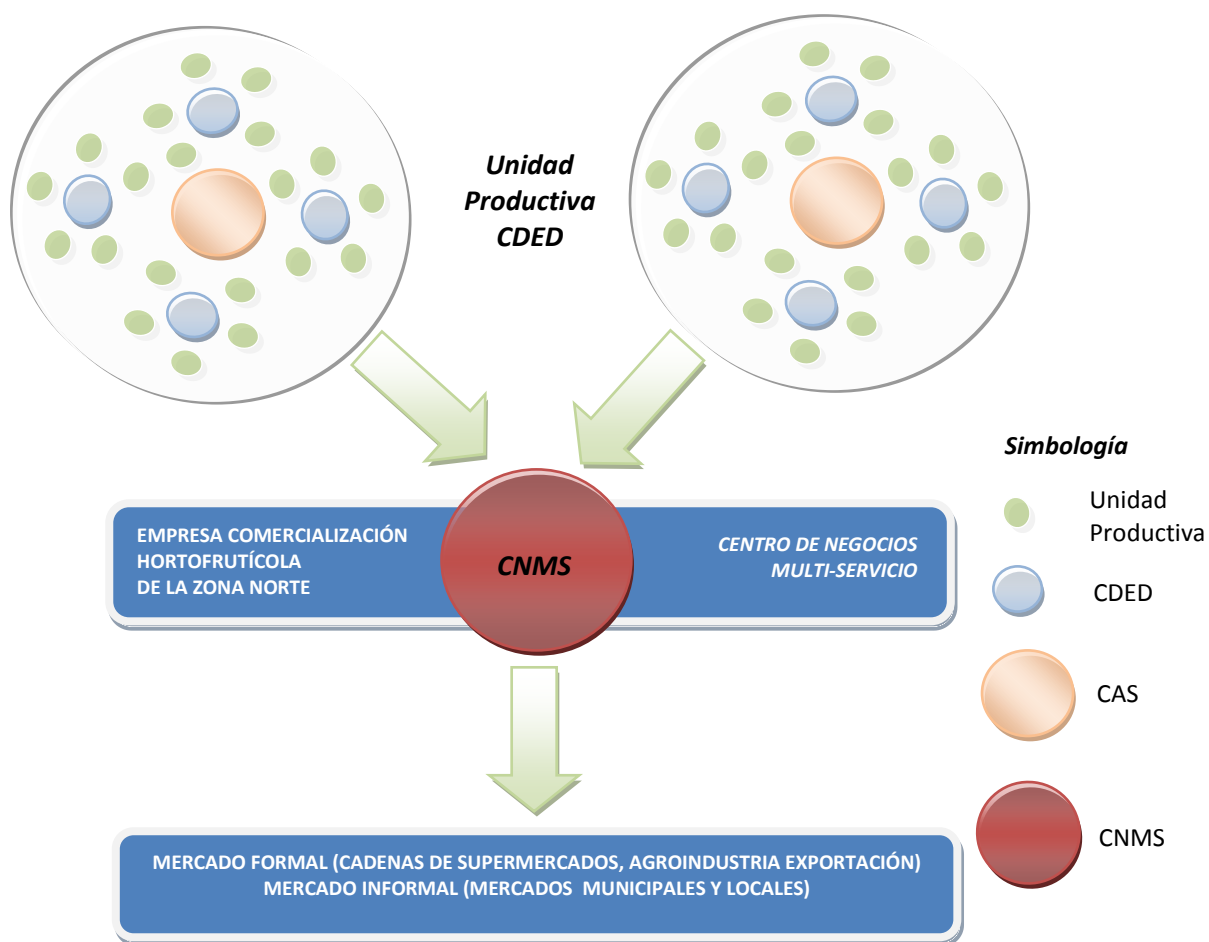 Unidad
Productiva
CDED
EMPRESA COMERCIALIZACIÓN
HORTOFRUTÍCOLA
DE LA ZONA NORTE
CNMS
CENTRO DE NEGOCIOS
MULTI-SERVICIO
MERCADO FORMAL (CADENAS DE SUPERMERCADOS, AGROINDUSTRIA EXPORTACIÓN)
MERCADO INFORMAL (MERCADOS MUNICIPALES Y LOCALES)
Simbología
Unidad
Productiva
CDED
CAS
CNMS